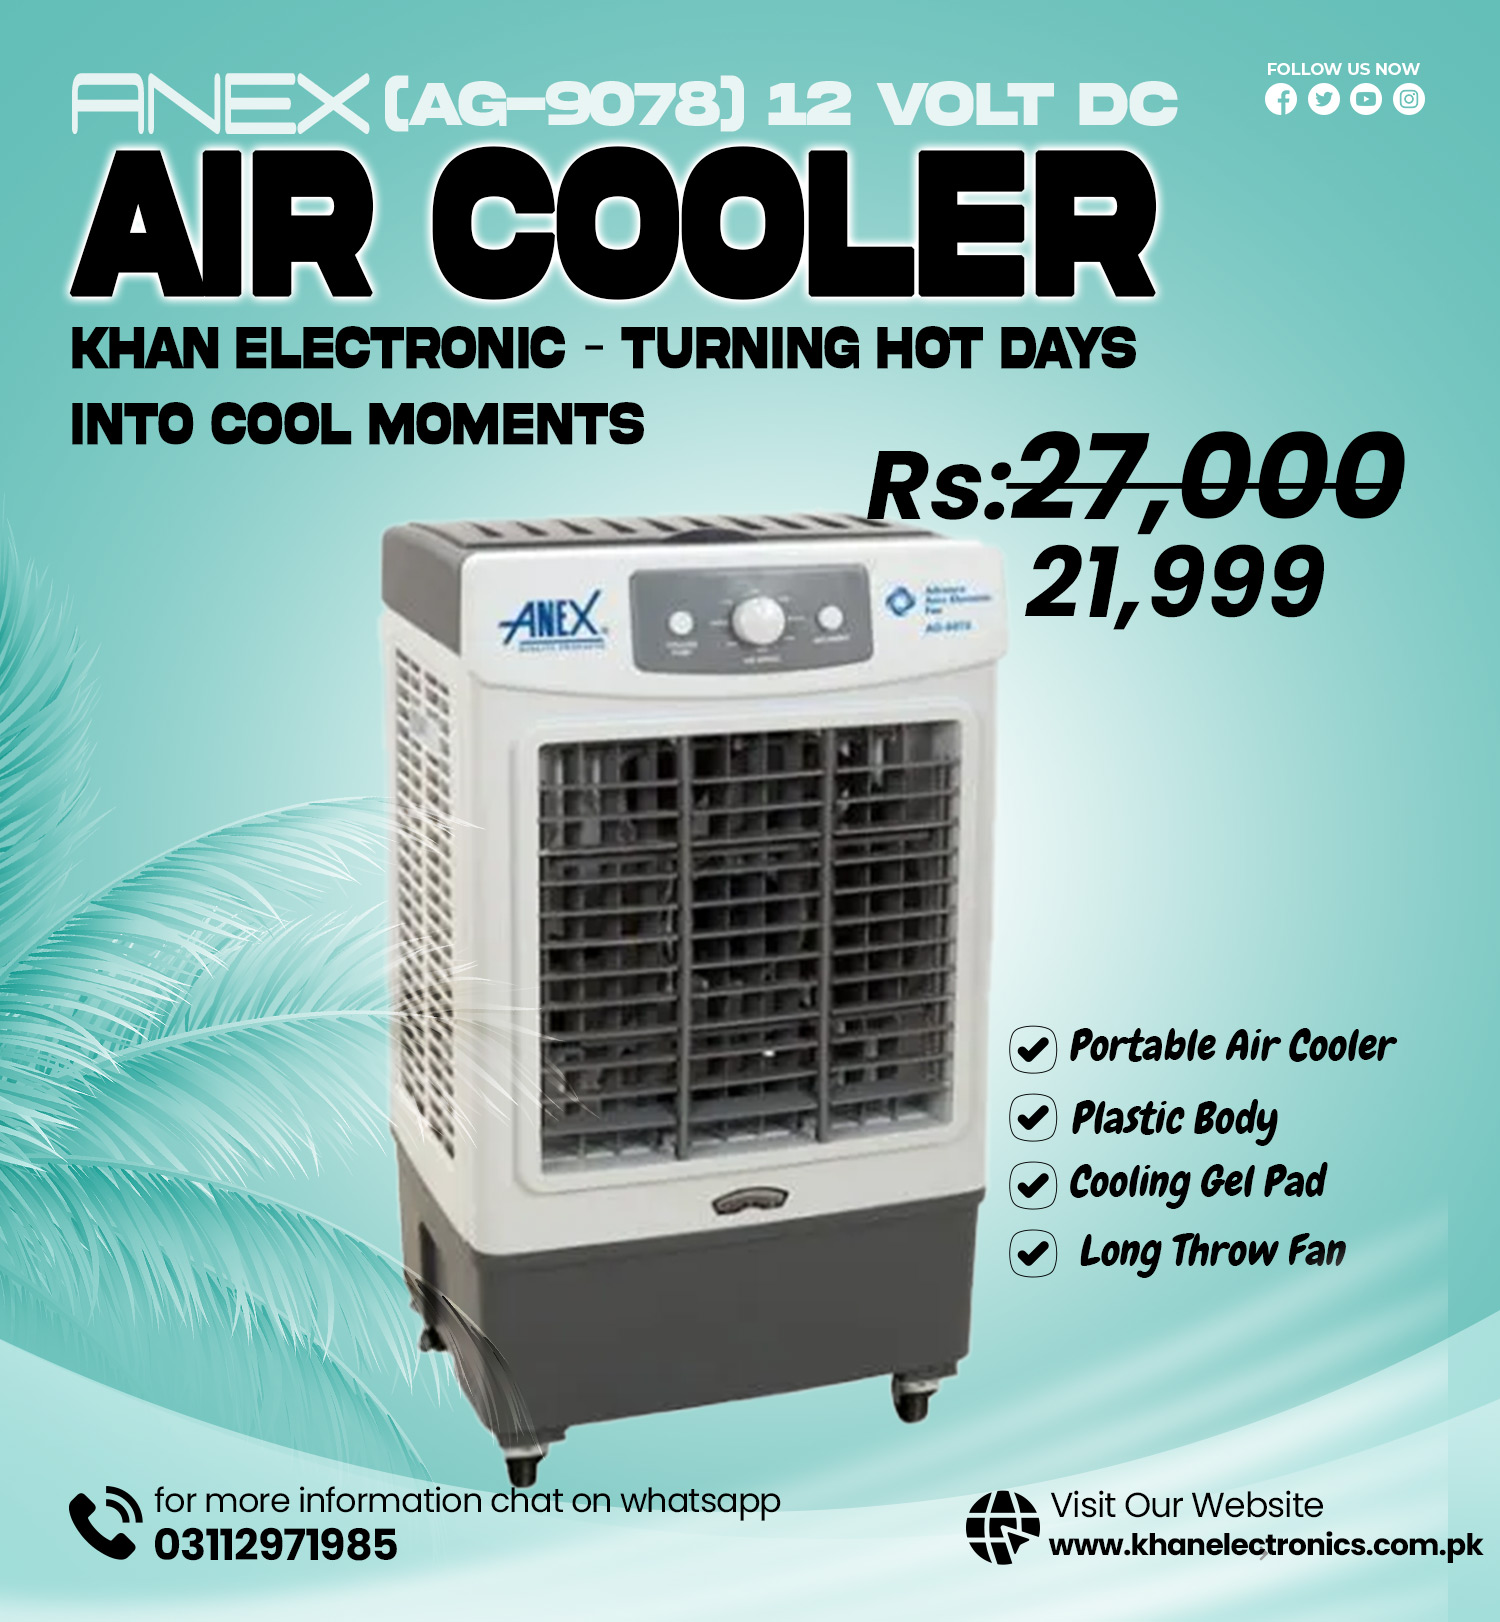 ANEX (AG-9078) 12 VOLT DC
FOLLOW US NOW
AIR COOLER
KHAN ELECTRONIC - TURNING HOT DAYS
INTO COOL MOMENTS
Rs:27,000
21,999
ANEX
Portable Air Cooler
Plastic Body
Cooling Gel Pad
Long Throw Fan
for more information chat on whatsapp
03112971985
Visit Our Website
www.khanelectronics.com.pk